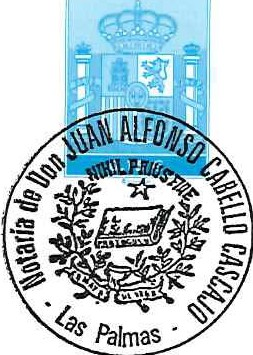 Notaría de Don JUAN ALFONSO CABELLO CASCAJO
NIHIL PRIUS FIDE
- Las Palmas -